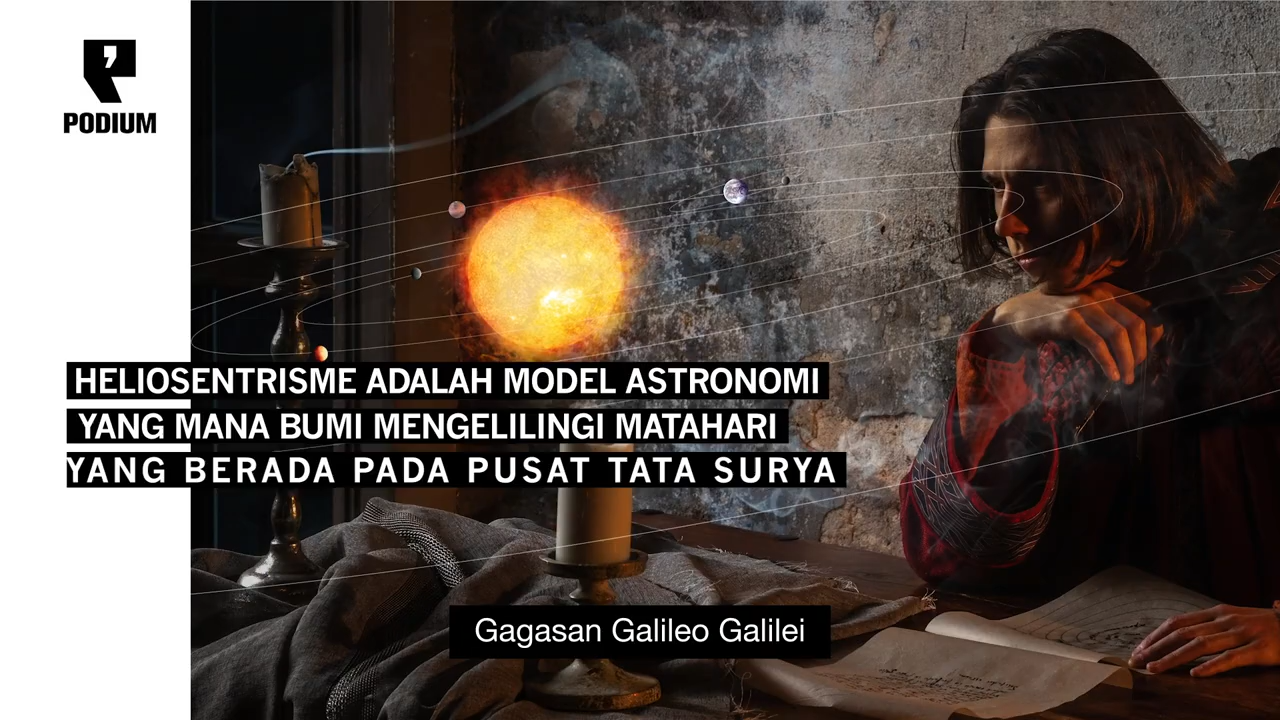 PODIUM
HELIOSENTRISME ADALAH MODEL ASTRONOMI
YANG MANA BUMI MENGELILINGI MATAHARI
YANG BERADA PADA PUSAT TATA SURYA
Gagasan Galileo Galilei